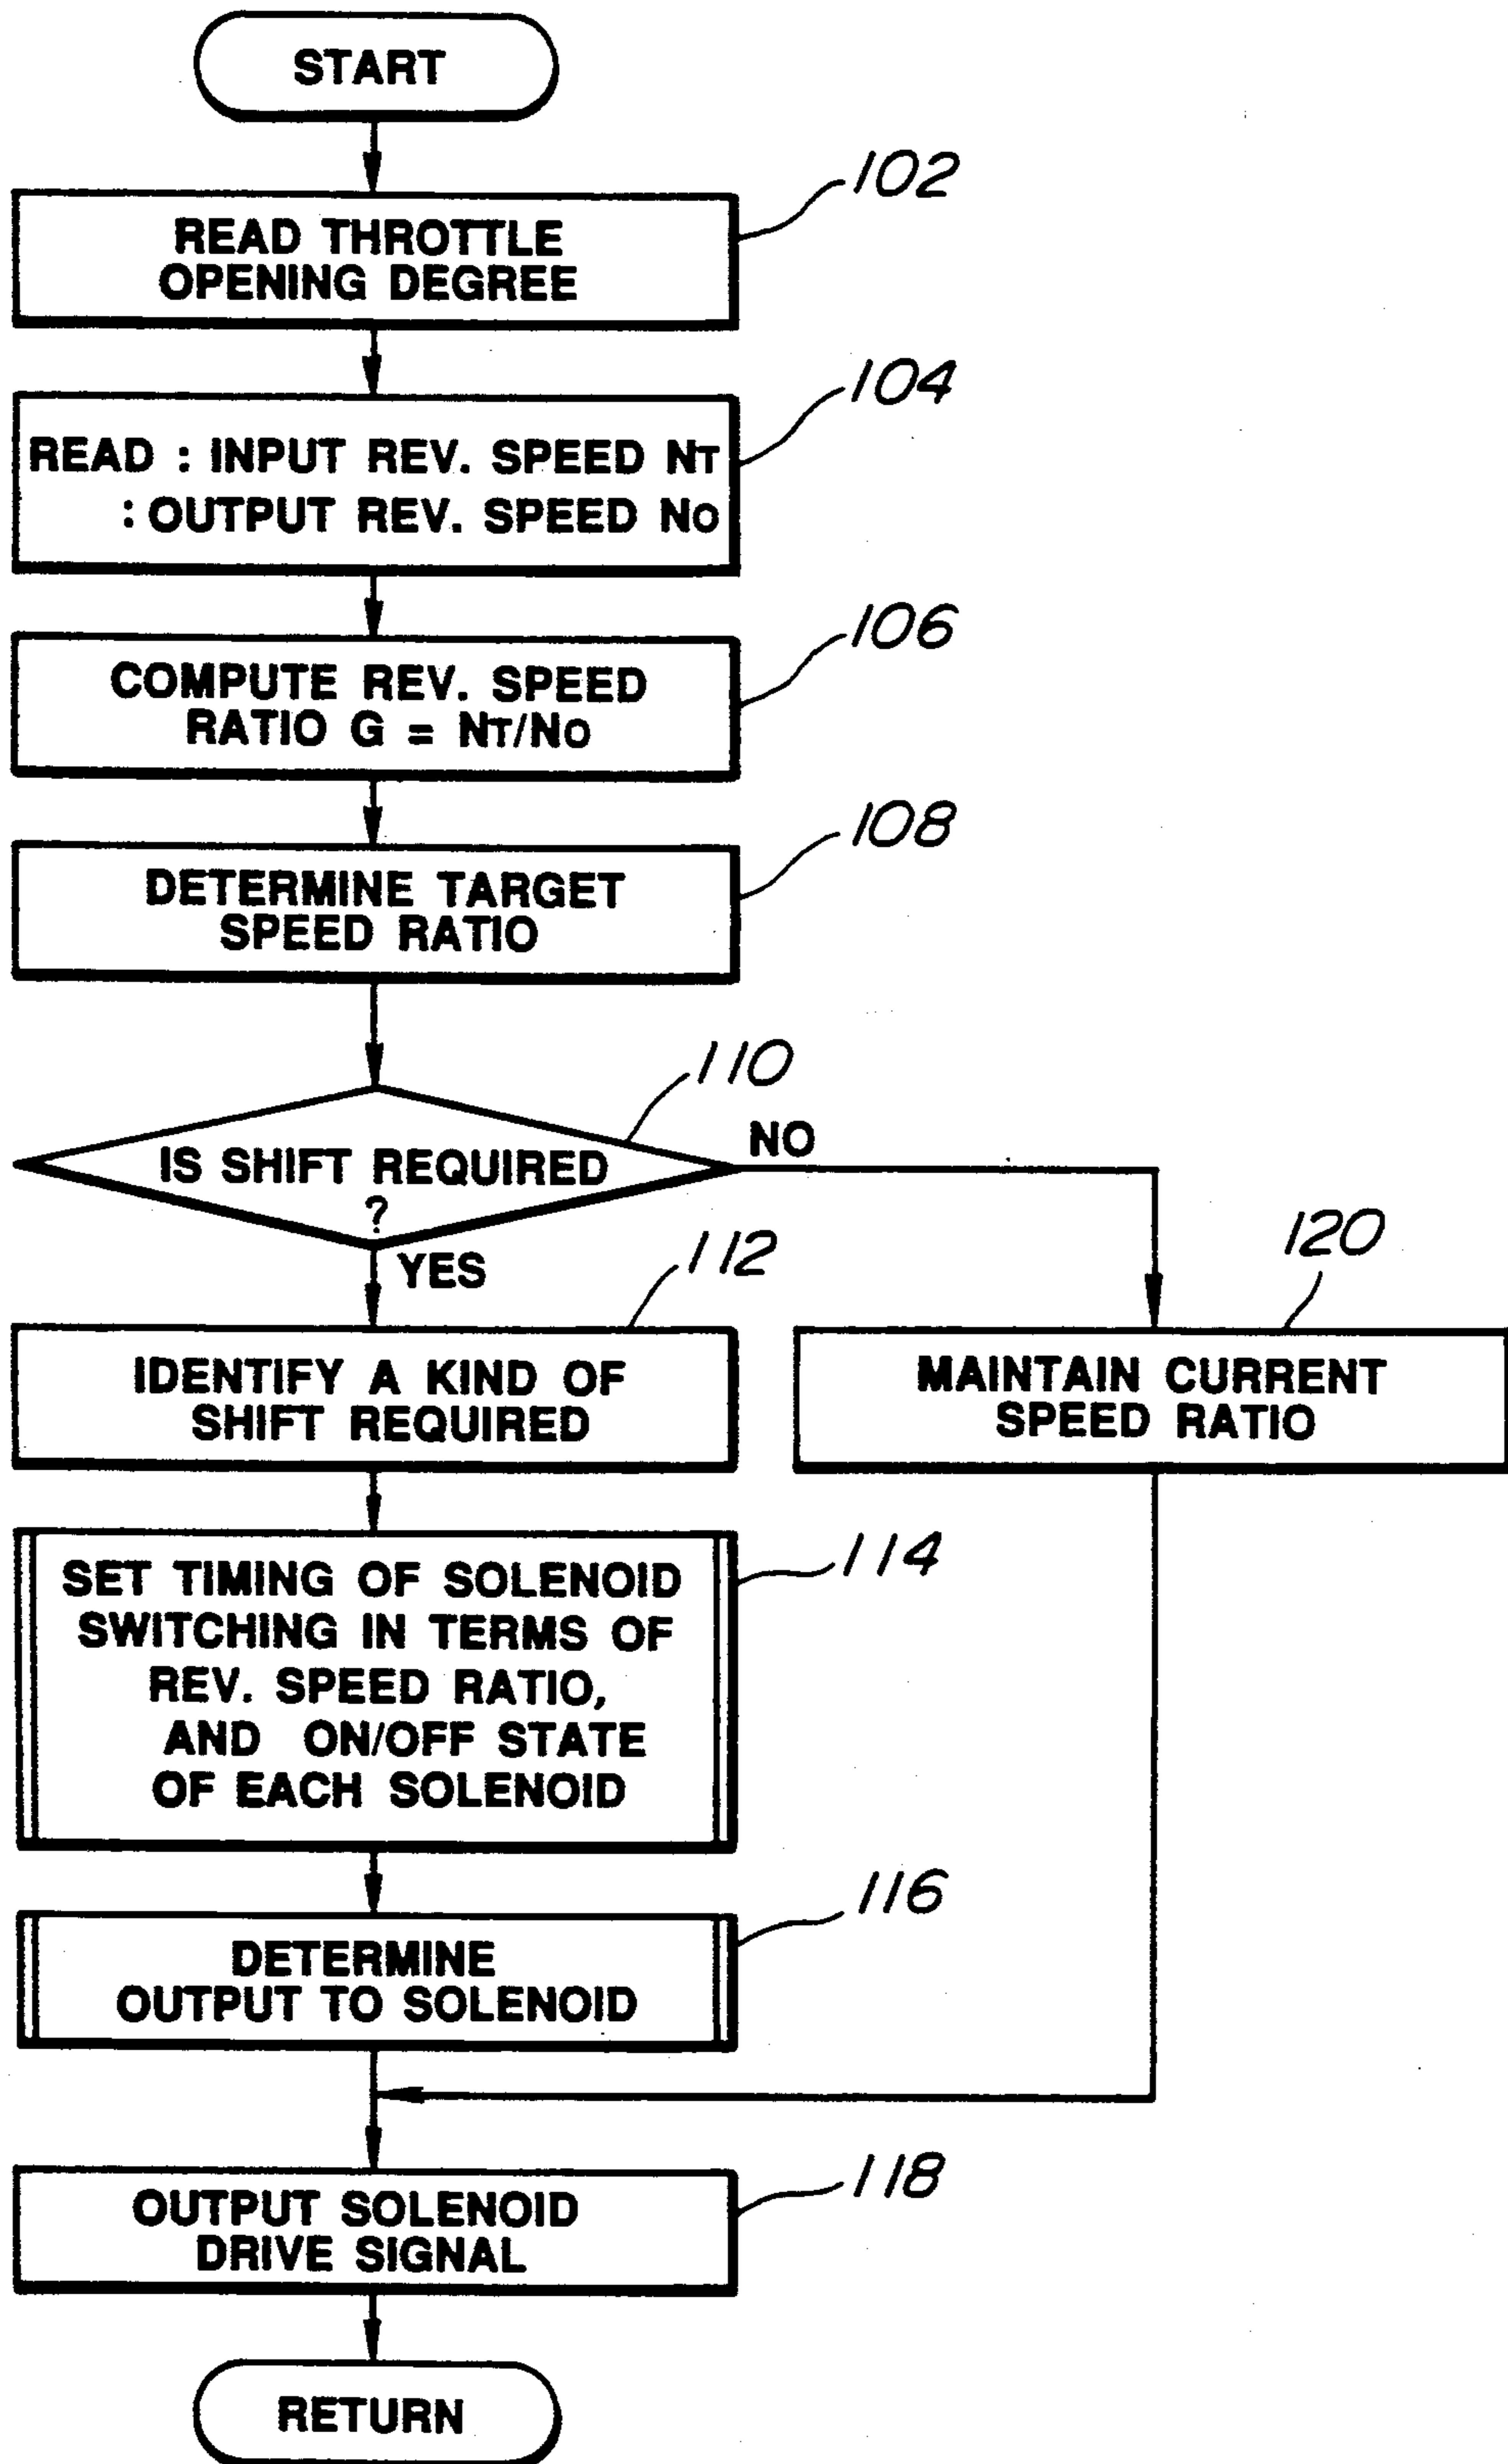 START
102
READ THROTTLE
OPENING DEGREE
104
READ : INPUT REV. SPEED NT
: OUTPUT REV. SPEED NO
106
COMPUTE REV. SPEED
RATIO G = NT/NO
108
DETERMINE TARGET
SPEED RATIO
110
IS SHIFT REQUIRED
?
NO
YES
112
IDENTIFY A KIND OF
SHIFT REQUIRED
120
MAINTAIN CURRENT
SPEED RATIO
114
SET TIMING OF SOLENOID
SWITCHING IN TERMS OF
REV. SPEED RATIO,
AND ON/OFF STATE
OF EACH SOLENOID
116
DETERMINE
OUTPUT TO SOLENOID
118
OUTPUT SOLENOID
DRIVE SIGNAL
RETURN